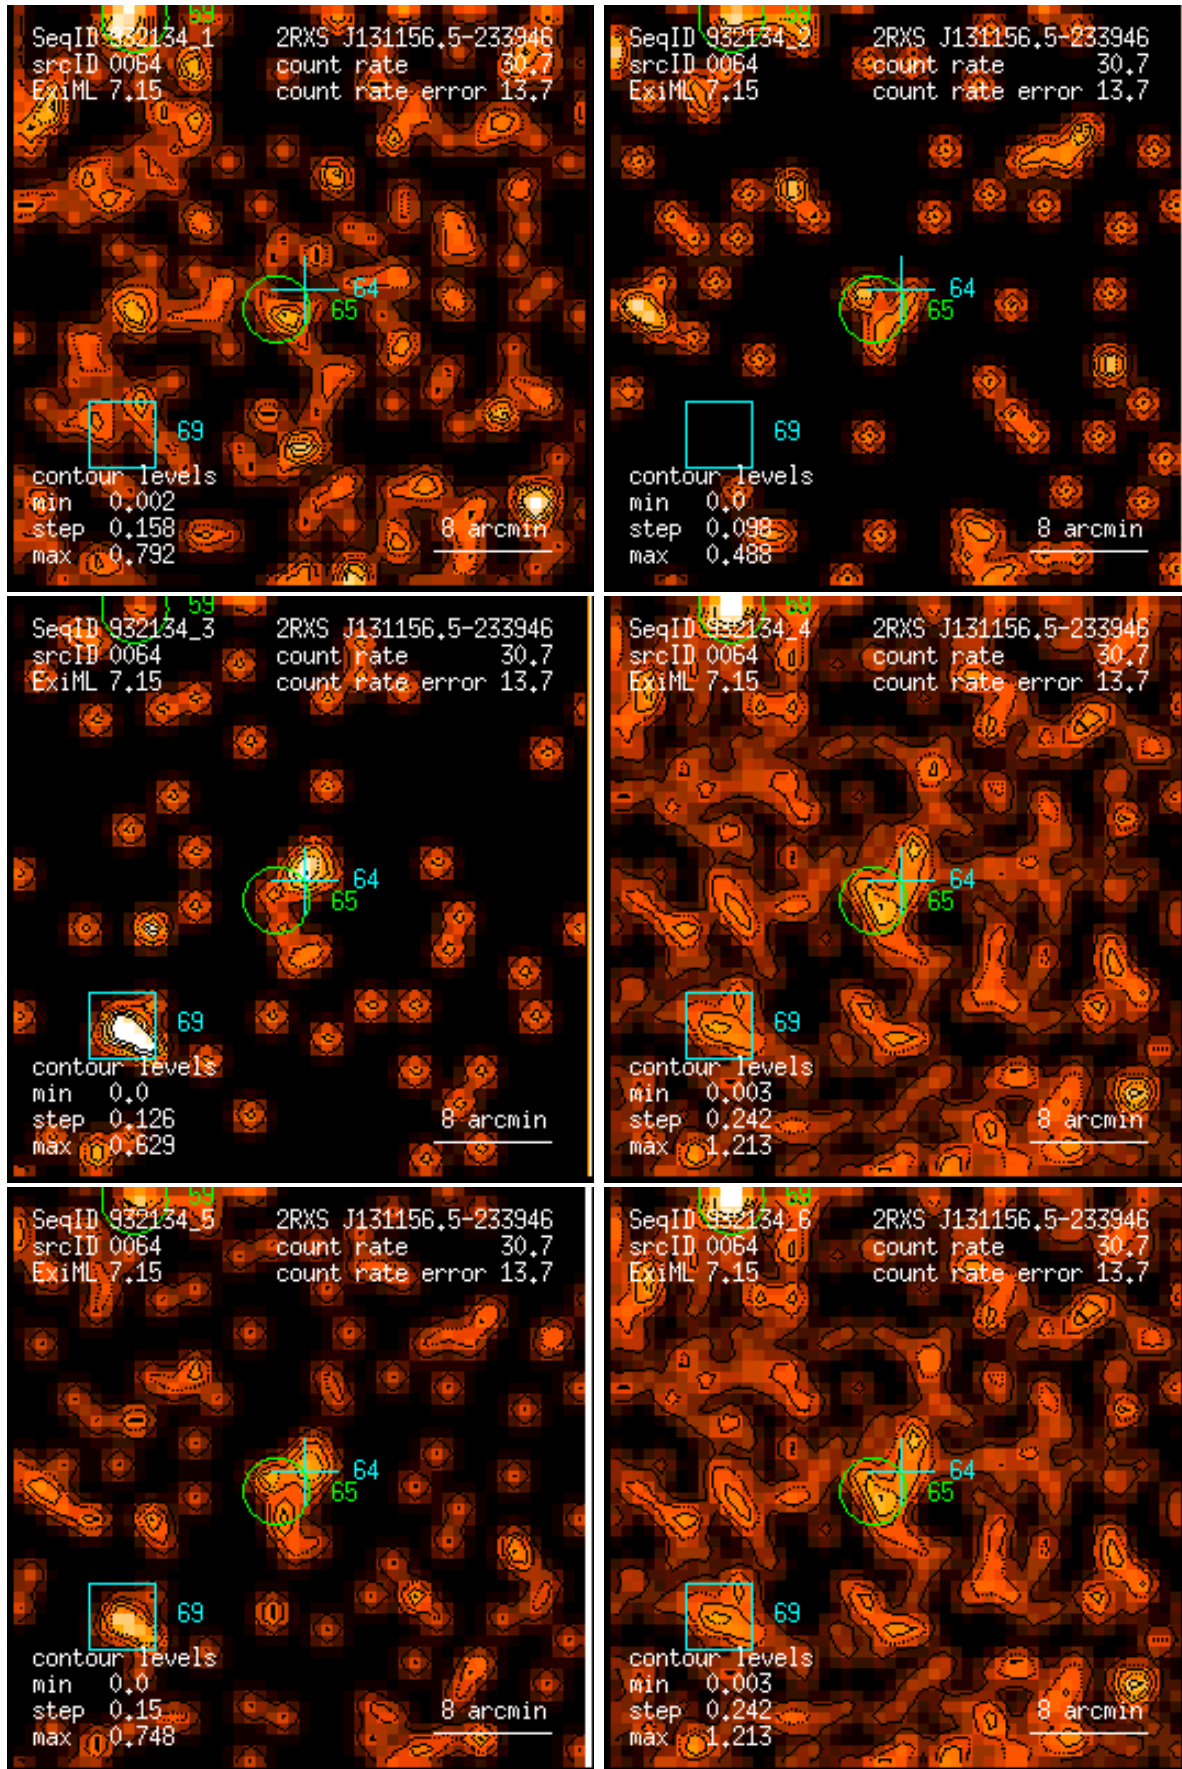 59
SeqID 932134_1 2RXS J131156.5-233946
srcID 0064 count rate 30.7
ExiML 7.15 count rate error 13.7
64
65
69
contour levels
min 0.002
step 0.158 8 arcmin
max 0.792
59
SeqID 932134_2 2RXS J131156.5-233946
srcID 0064 count rate 30.7
ExiML 7.15 count rate error 13.7
64
65
69
contour levels
min 0.0
step 0.098 8 arcmin
max 0.488
59
SeqID 932134_3 2RXS J131156.5-233946
srcID 0064 count rate 30.7
ExiML 7.15 count rate error 13.7
64
65
69
contour levels
min 0.0
step 0.126 8 arcmin
max 0.629
59
SeqID 932134_4 2RXS J131156.5-233946
srcID 0064 count rate 30.7
ExiML 7.15 count rate error 13.7
64
65
69
contour levels
min 0.003
step 0.242 8 arcmin
max 1.213
59
SeqID 932134_5 2RXS J131156.5-233946
srcID 0064 count rate 30.7
ExiML 7.15 count rate error 13.7
64
65
69
contour levels
min 0.0
step 0.15 8 arcmin
max 0.748
59
SeqID 932134_6 2RXS J131156.5-233946
srcID 0064 count rate 30.7
ExiML 7.15 count rate error 13.7
64
65
69
contour levels
min 0.003
step 0.242 8 arcmin
max 1.213